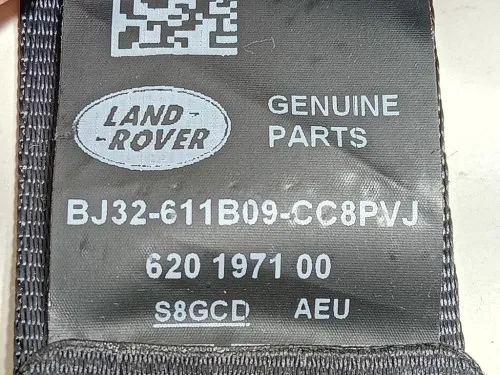 LAND-
ROVER
GENUINE
PARTS
BJ32-611B09-CC8PVJ
620 1971 00
S8GCD AEU